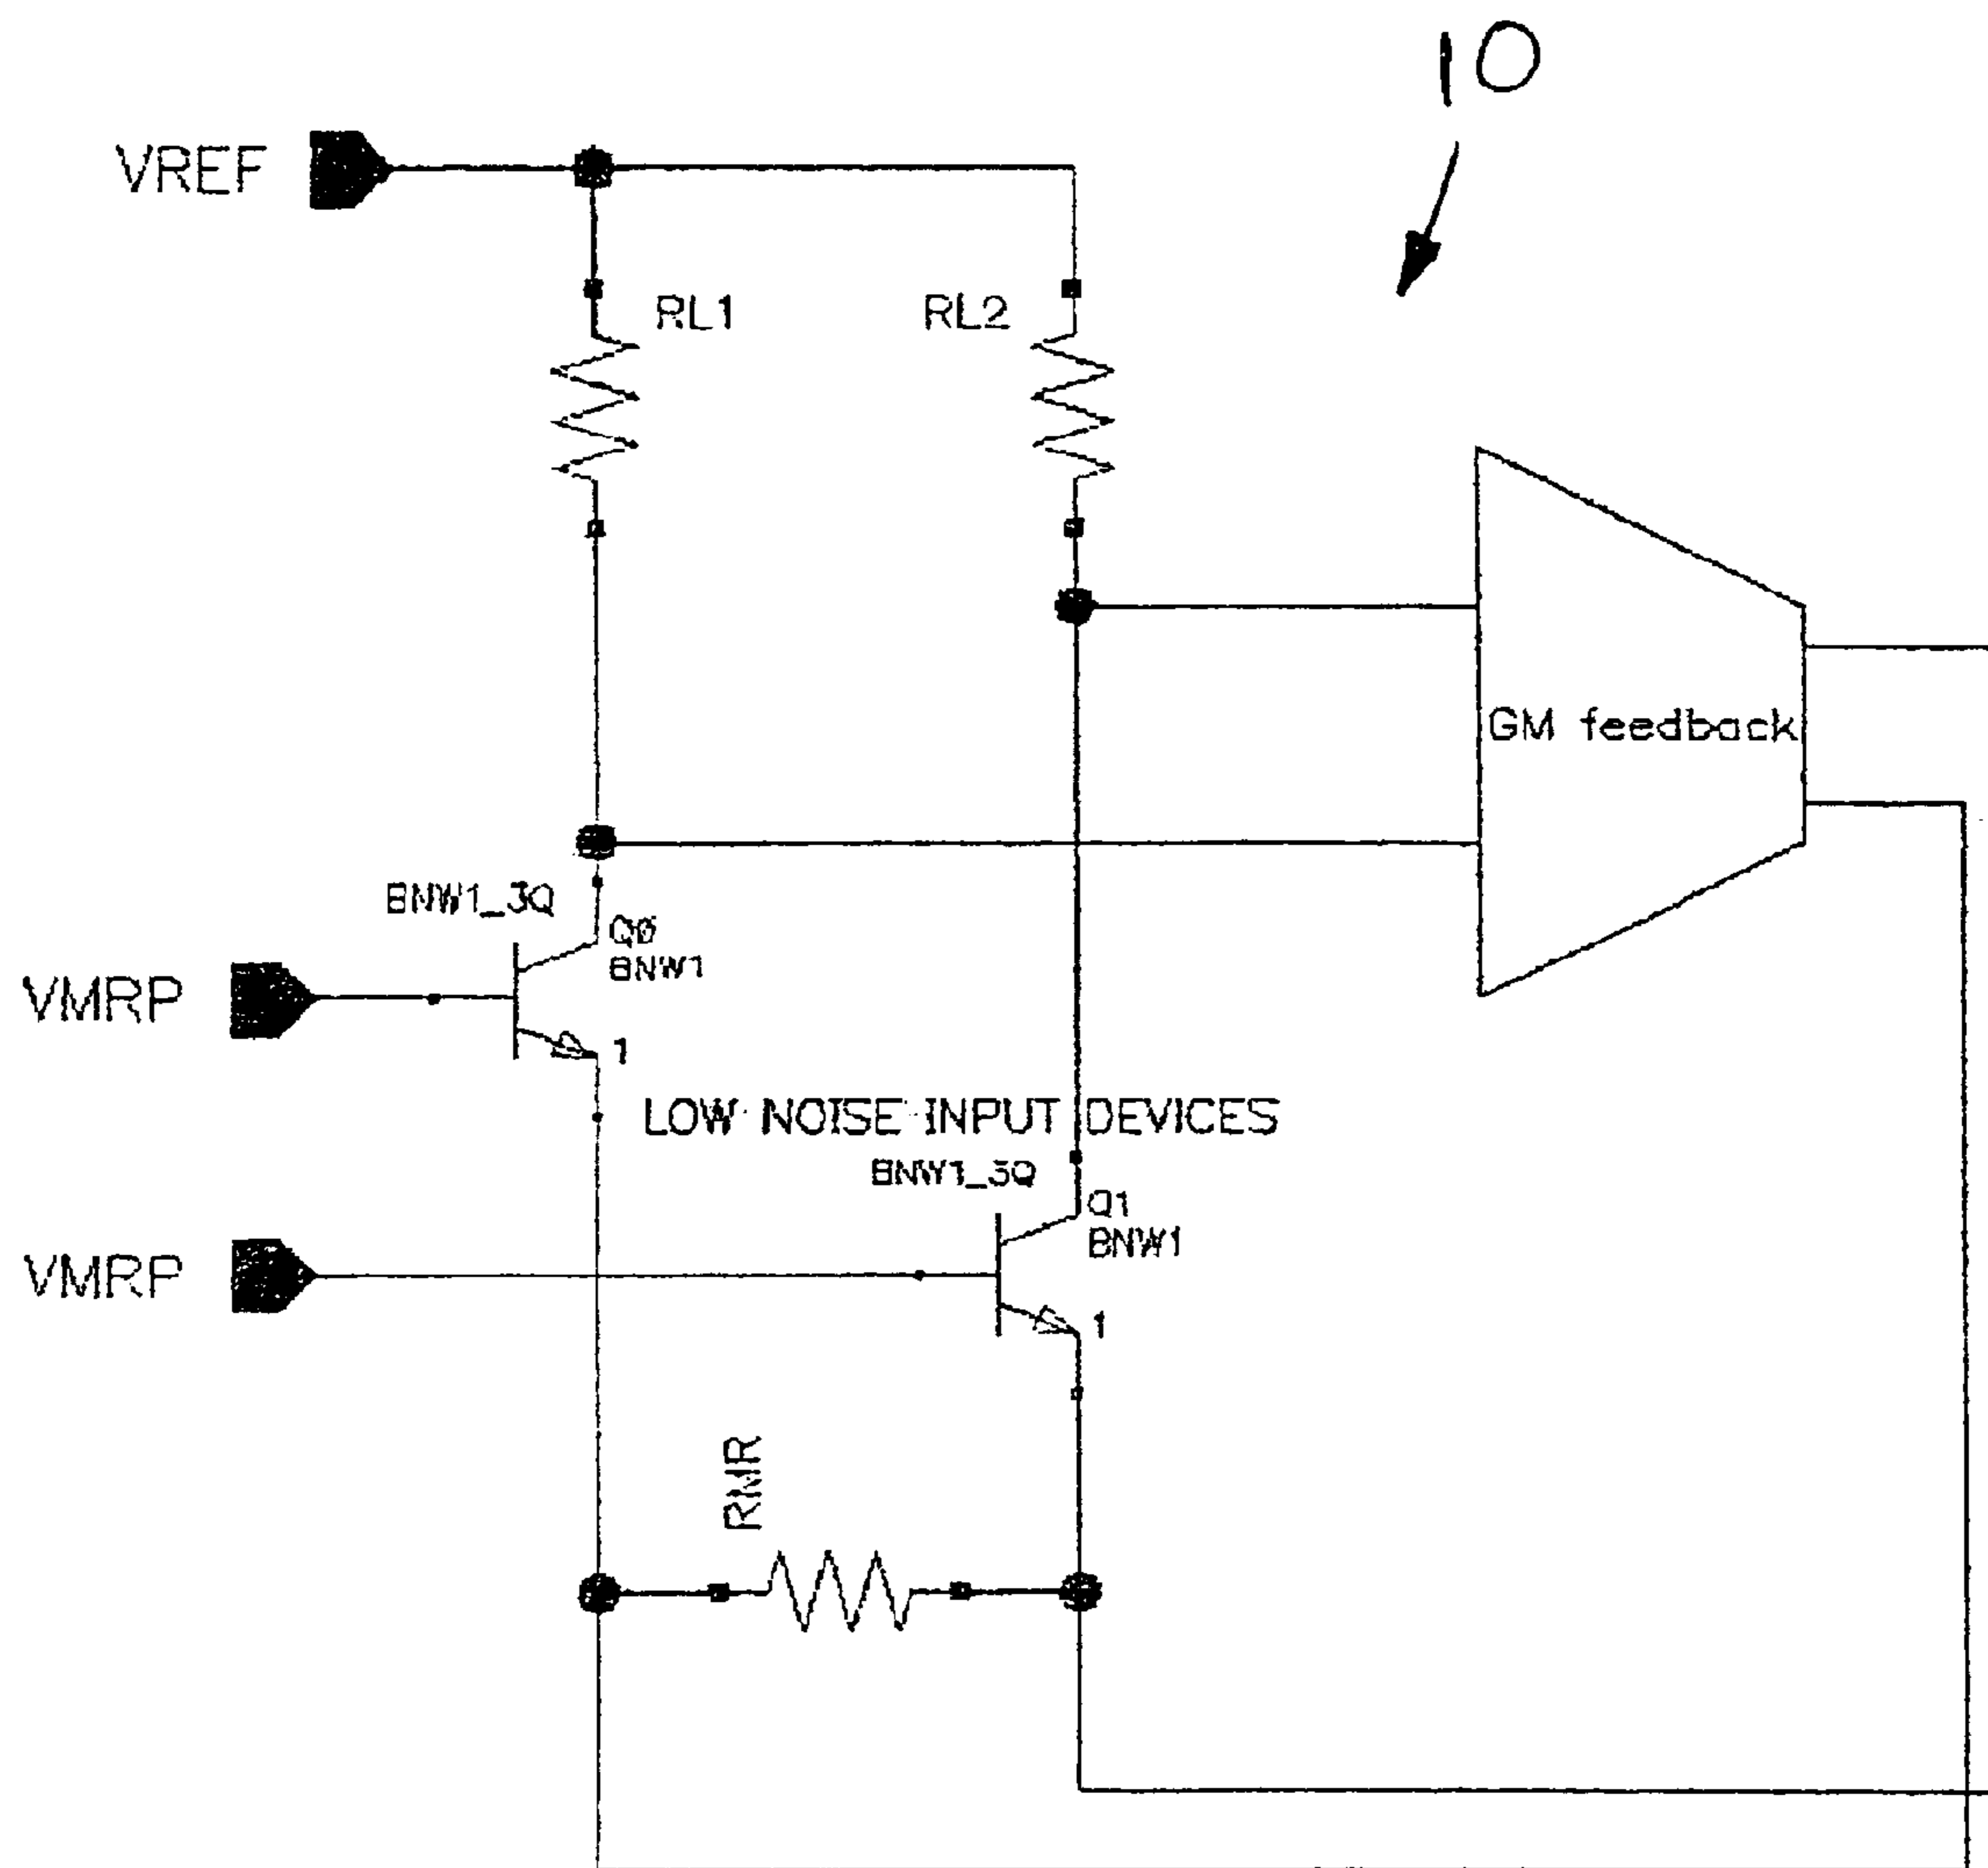 10
VREF
RL1
RL2
GM feedback
BNW1_3Q
Q0
BNW1
VMRP
1
LOW NOISE INPUT DEVICES
BNW1_3Q
Q1
BNW1
VMRP
1
RMR